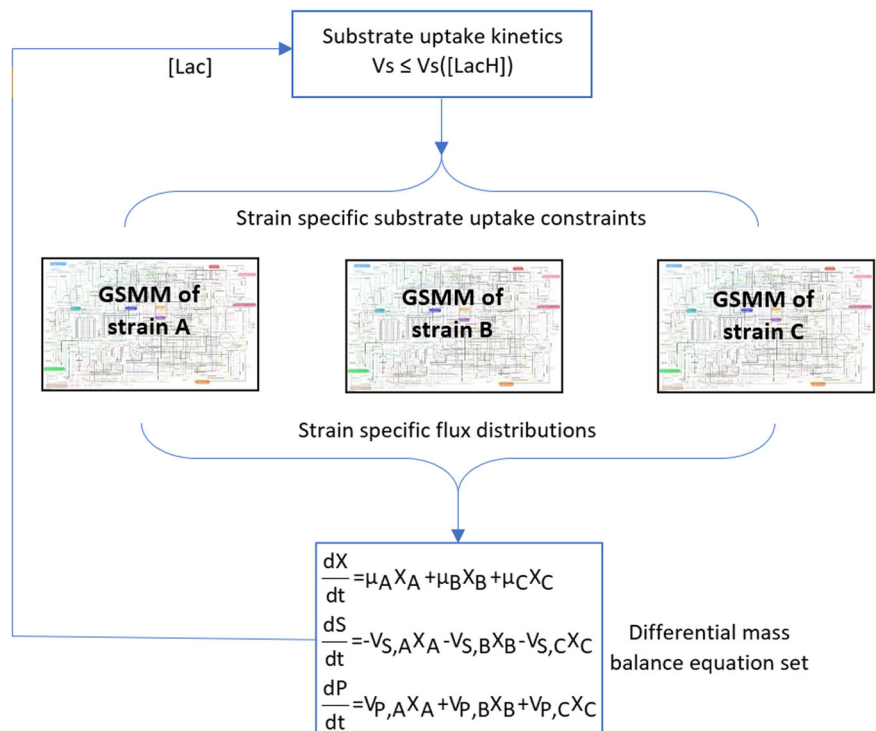 Substrate uptake kinetics
Vs ≤ Vs([LacH])
[Lac]
Strain specific substrate uptake constraints
GSMM of
strain A
GSMM of
strain B
GSMM of
strain C
Strain specific flux distributions
dX/dt=μAXA+μBXB+μCXC
dS/dt=-VS,AXA-VS,BXB-VS,CXC
dP/dt=VP,AXA+VP,BXB+VP,CXC
Differential mass
balance equation set